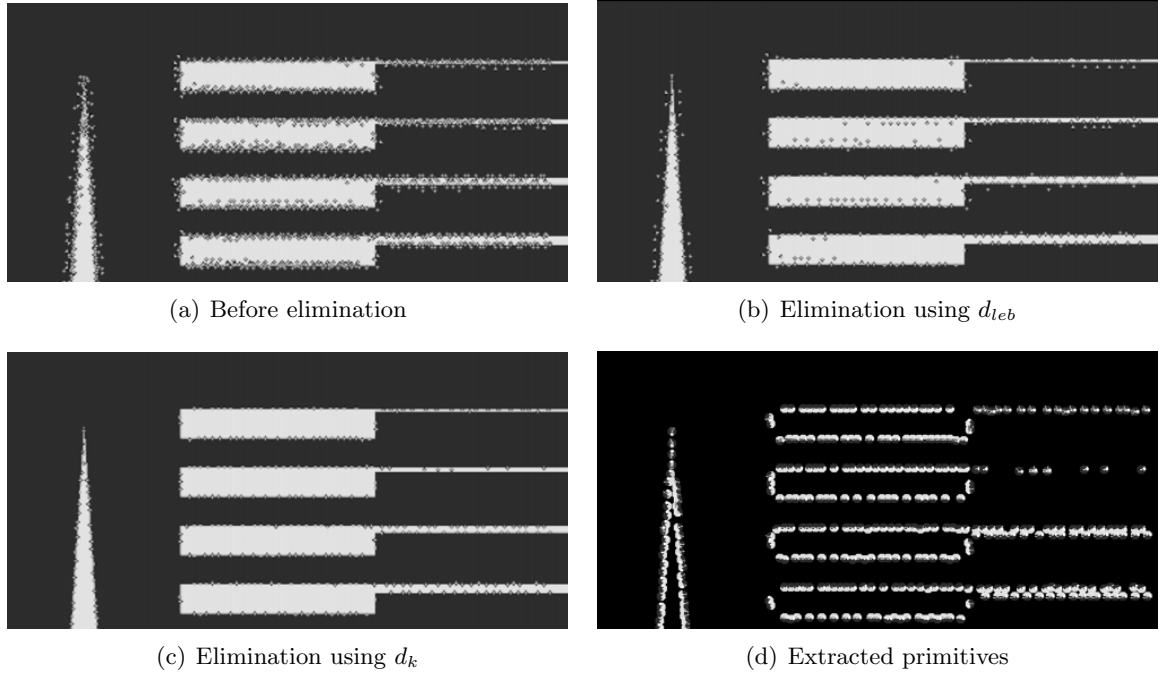 (a) Before elimination
(b) Elimination using d_leb
(c) Elimination using d_k
(d) Extracted primitives